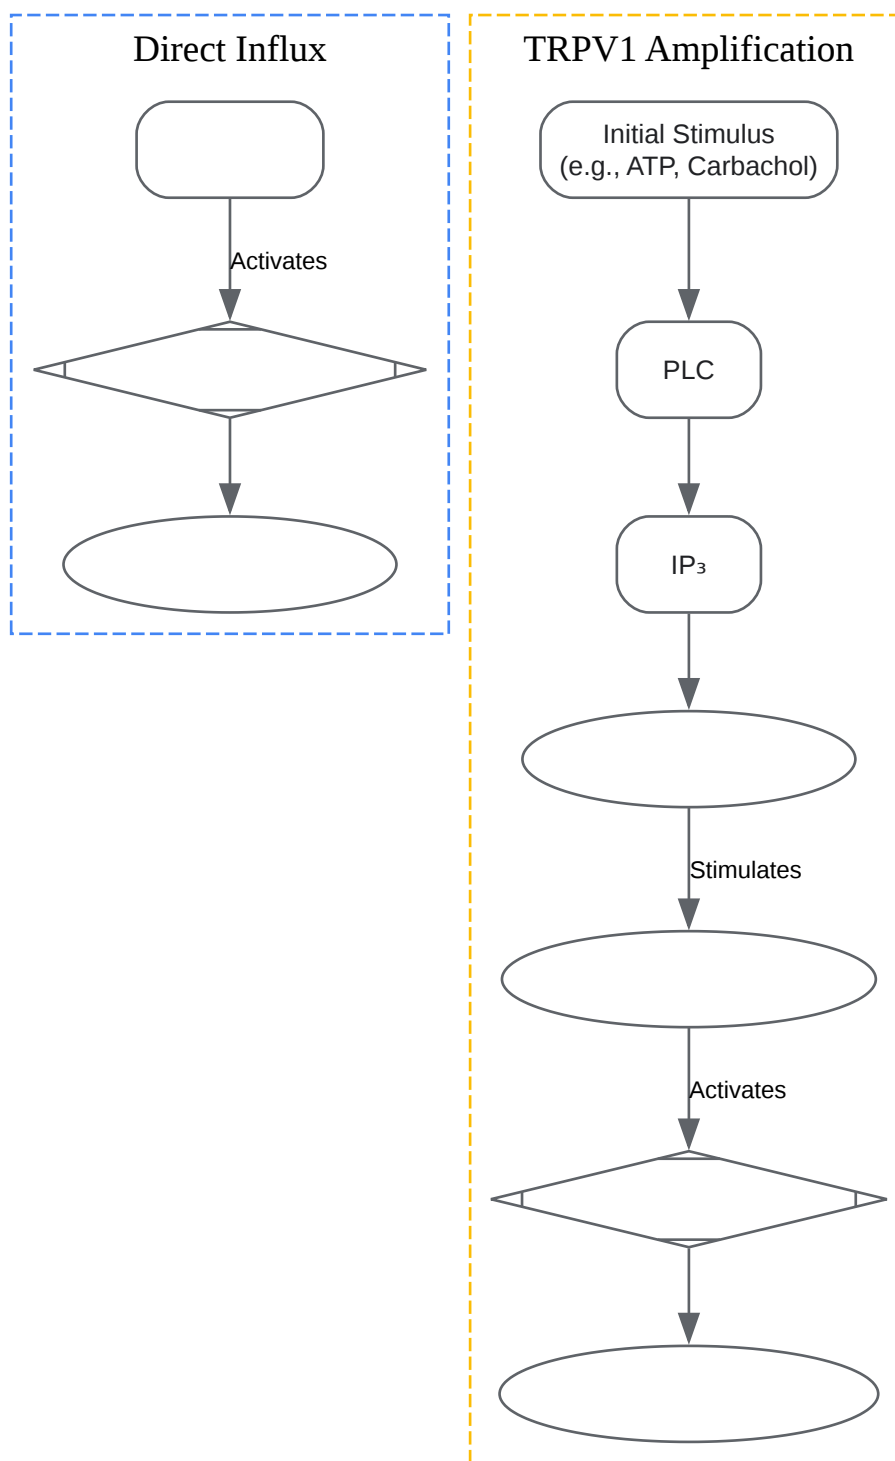 Direct Influx
Activates
TRPV1 Amplification
Initial Stimulus
(e.g., ATP, Carbachol)
PLC
IP₃
Stimulates
Activates